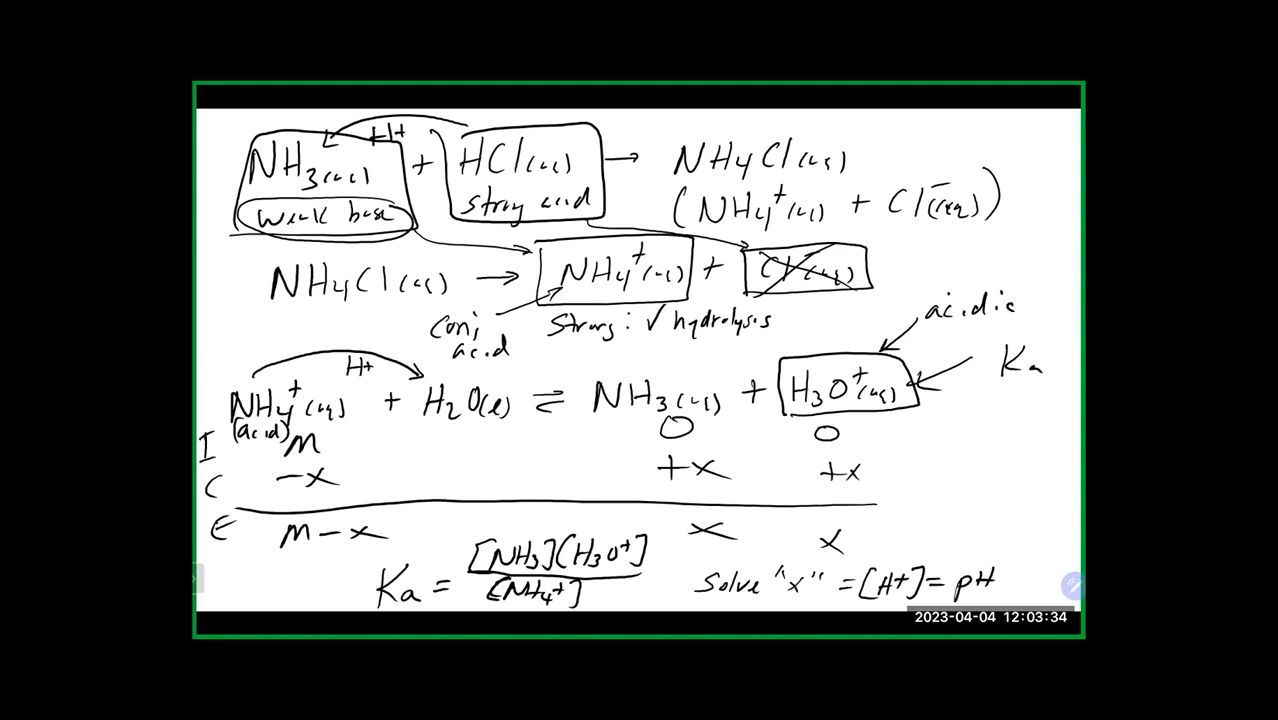 H+
NH3(aq) + HCl(aq) → NH4Cl(aq)
weak base strong acid (NH4+(aq) + Cl-(aq))
NH4Cl(aq) → NH4+(aq) + Cl-(aq)
conj acid Strong: ✓ hydrolysis acidic
H+ Ka
NH4+(aq) + H2O(l) ⇌ NH3(aq) + H3O+(aq)
(acid)
I M 0 0
C -x +x +x
E M-x x x
Ka = [NH3][H3O+] / [NH4+] Solve "x" = [H+] = pH
2023-04-04 12:03:34